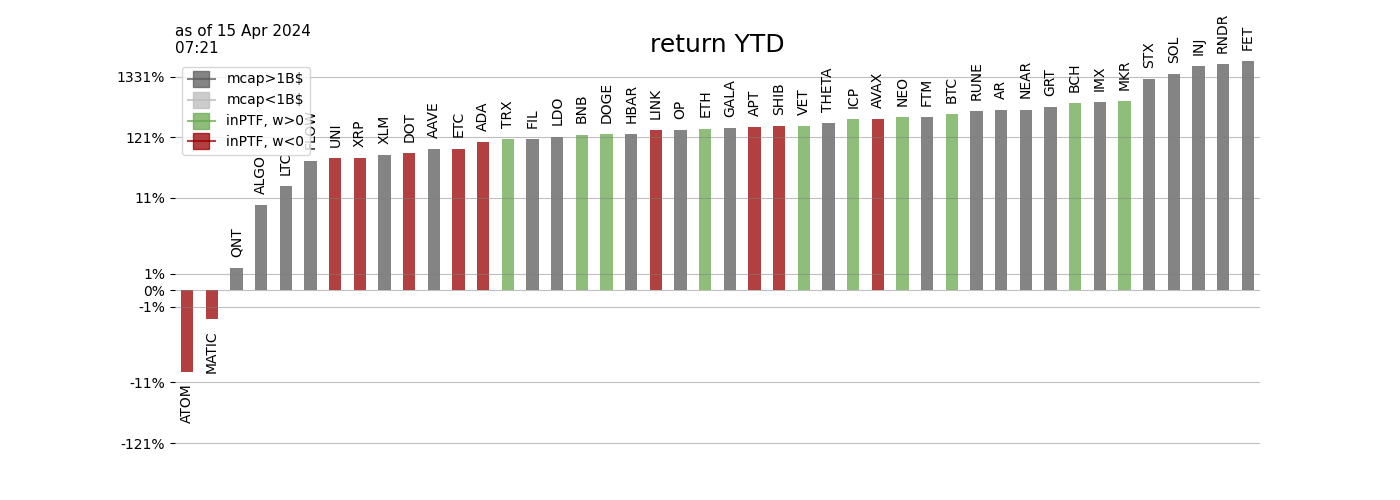 as of 15 Apr 2024
07:21
return YTD
mcap>1B$
mcap<1B$
inPTF, w>0
inPTF, w<0
1331%
121%
11%
1%
0%
-1%
-11%
-121%
ATOM
MATIC
QNT
ALGO
LTC
FLOW
UNI
XRP
XLM
DOT
AAVE
ETC
ADA
TRX
FIL
LDO
BNB
DOGE
HBAR
LINK
OP
ETH
GALA
APT
SHIB
VET
THETA
ICP
AVAX
NEO
FTM
BTC
RUNE
AR
NEAR
GRT
BCH
IMX
MKR
STX
SOL
INJ
RNDR
FET